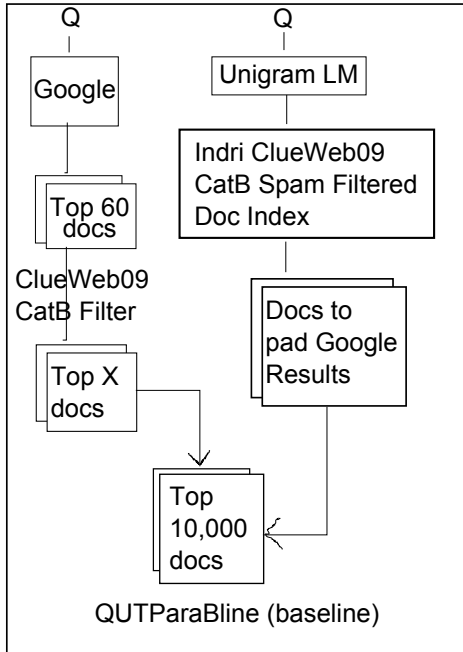 Q
Google
Top 60
docs
ClueWeb09
CatB Filter
Top X
docs
Q
Unigram LM
Indri ClueWeb09
CatB Spam Filtered
Doc Index
Docs to
pad Google
Results
Top
10,000
docs
QUTParaBline (baseline)